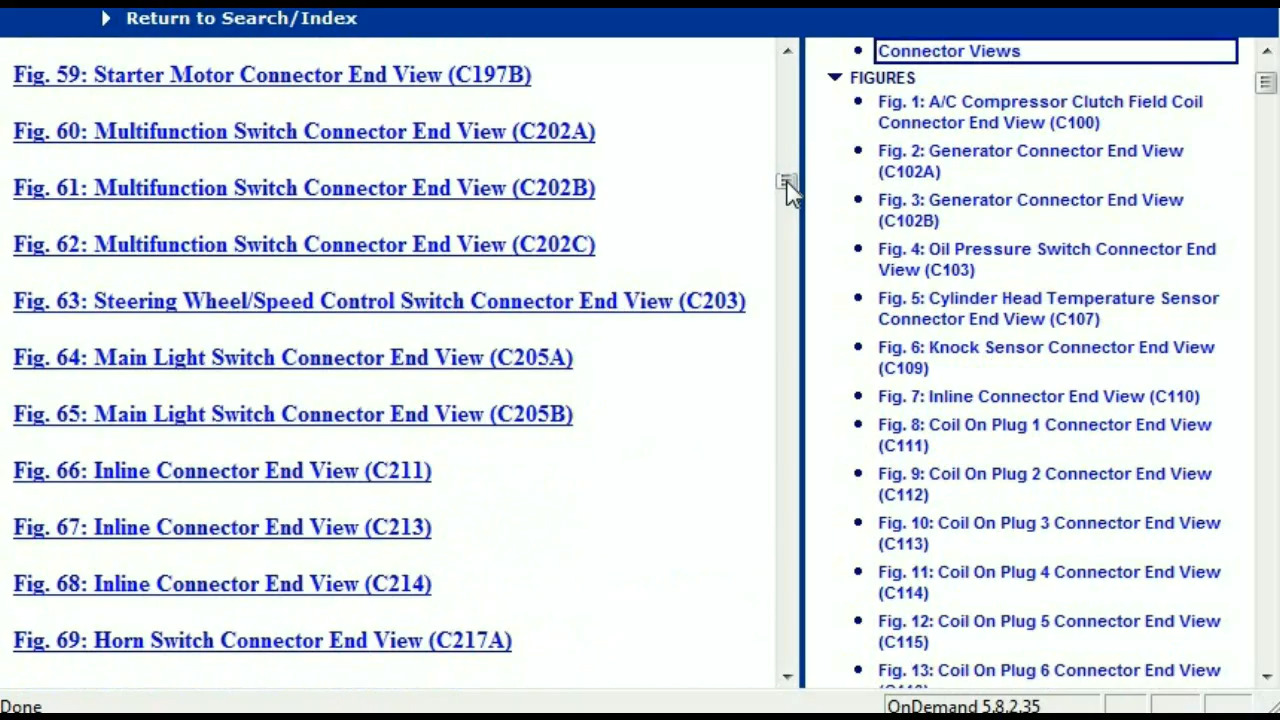 Return to Search/Index
Fig. 59: Starter Motor Connector End View (C197B)
Fig. 60: Multifunction Switch Connector End View (C202A)
Fig. 61: Multifunction Switch Connector End View (C202B)
Fig. 62: Multifunction Switch Connector End View (C202C)
Fig. 63: Steering Wheel/Speed Control Switch Connector End View (C203)
Fig. 64: Main Light Switch Connector End View (C205A)
Fig. 65: Main Light Switch Connector End View (C205B)
Fig. 66: Inline Connector End View (C211)
Fig. 67: Inline Connector End View (C213)
Fig. 68: Inline Connector End View (C214)
Fig. 69: Horn Switch Connector End View (C217A)
Connector Views
FIGURES
Fig. 1: A/C Compressor Clutch Field Coil
Connector End View (C100)
Fig. 2: Generator Connector End View
(C102A)
Fig. 3: Generator Connector End View
(C102B)
Fig. 4: Oil Pressure Switch Connector End
View (C103)
Fig. 5: Cylinder Head Temperature Sensor
Connector End View (C107)
Fig. 6: Knock Sensor Connector End View
(C109)
Fig. 7: Inline Connector End View (C110)
Fig. 8: Coil On Plug 1 Connector End View
(C111)
Fig. 9: Coil On Plug 2 Connector End View
(C112)
Fig. 10: Coil On Plug 3 Connector End View
(C113)
Fig. 11: Coil On Plug 4 Connector End View
(C114)
Fig. 12: Coil On Plug 5 Connector End View
(C115)
Fig. 13: Coil On Plug 6 Connector End View
Done
OnDemand 5.8.2.35